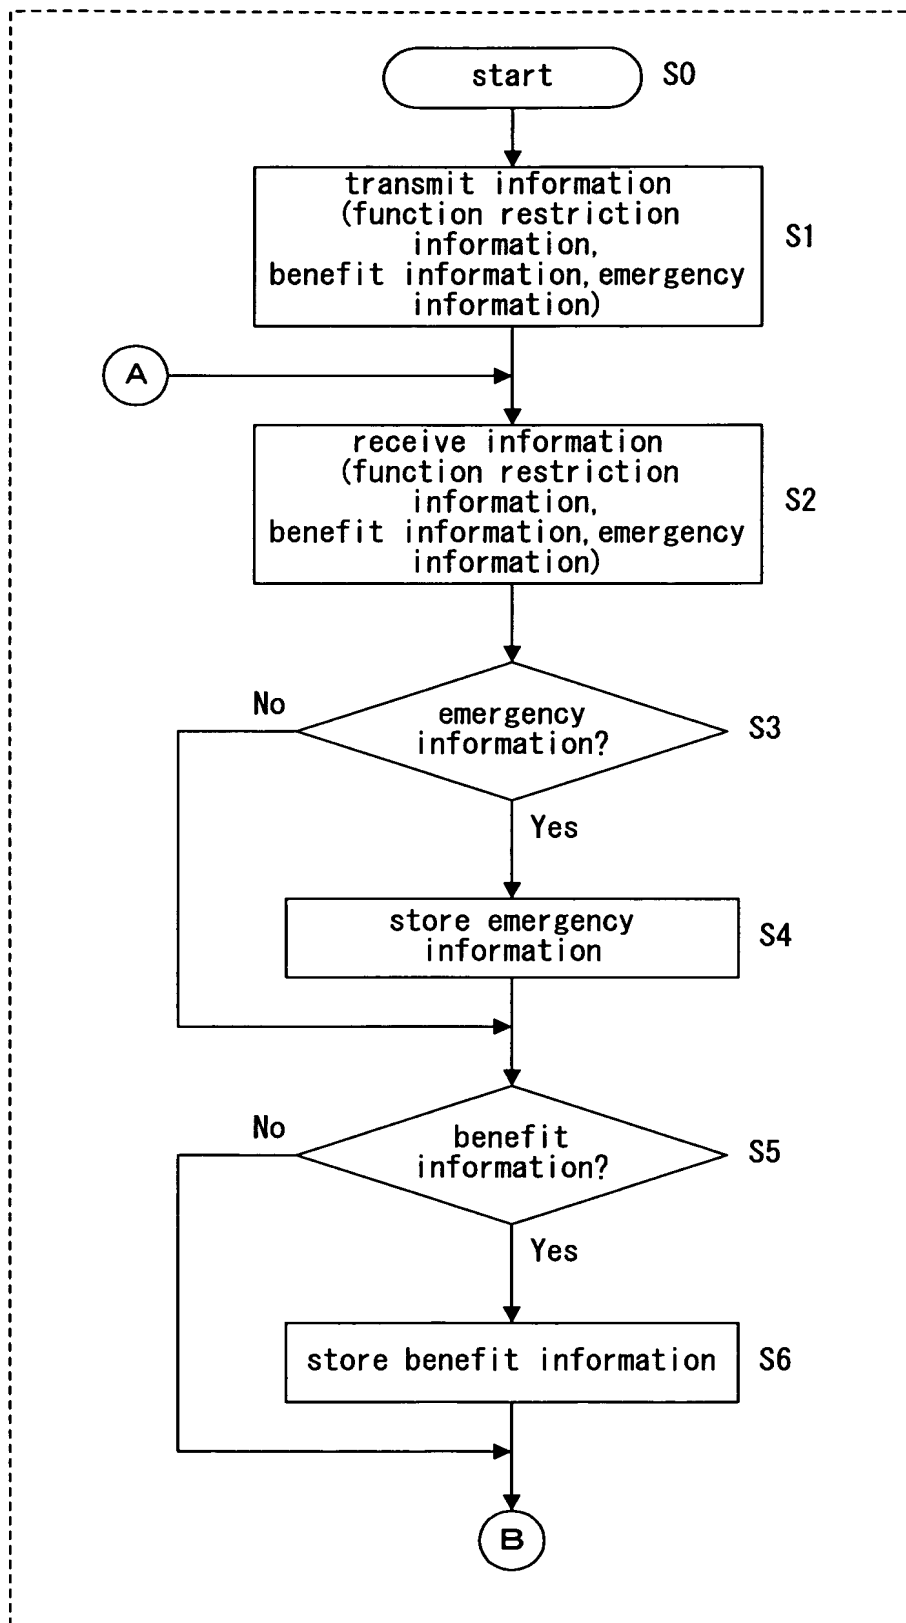 start
S0
transmit information
(function restriction
information,
benefit information, emergency
information)
S1
A
receive information
(function restriction
information,
benefit information, emergency
information)
S2
No
emergency
information?
S3
Yes
store emergency
information
S4
No
benefit
information?
S5
Yes
store benefit information
S6
B